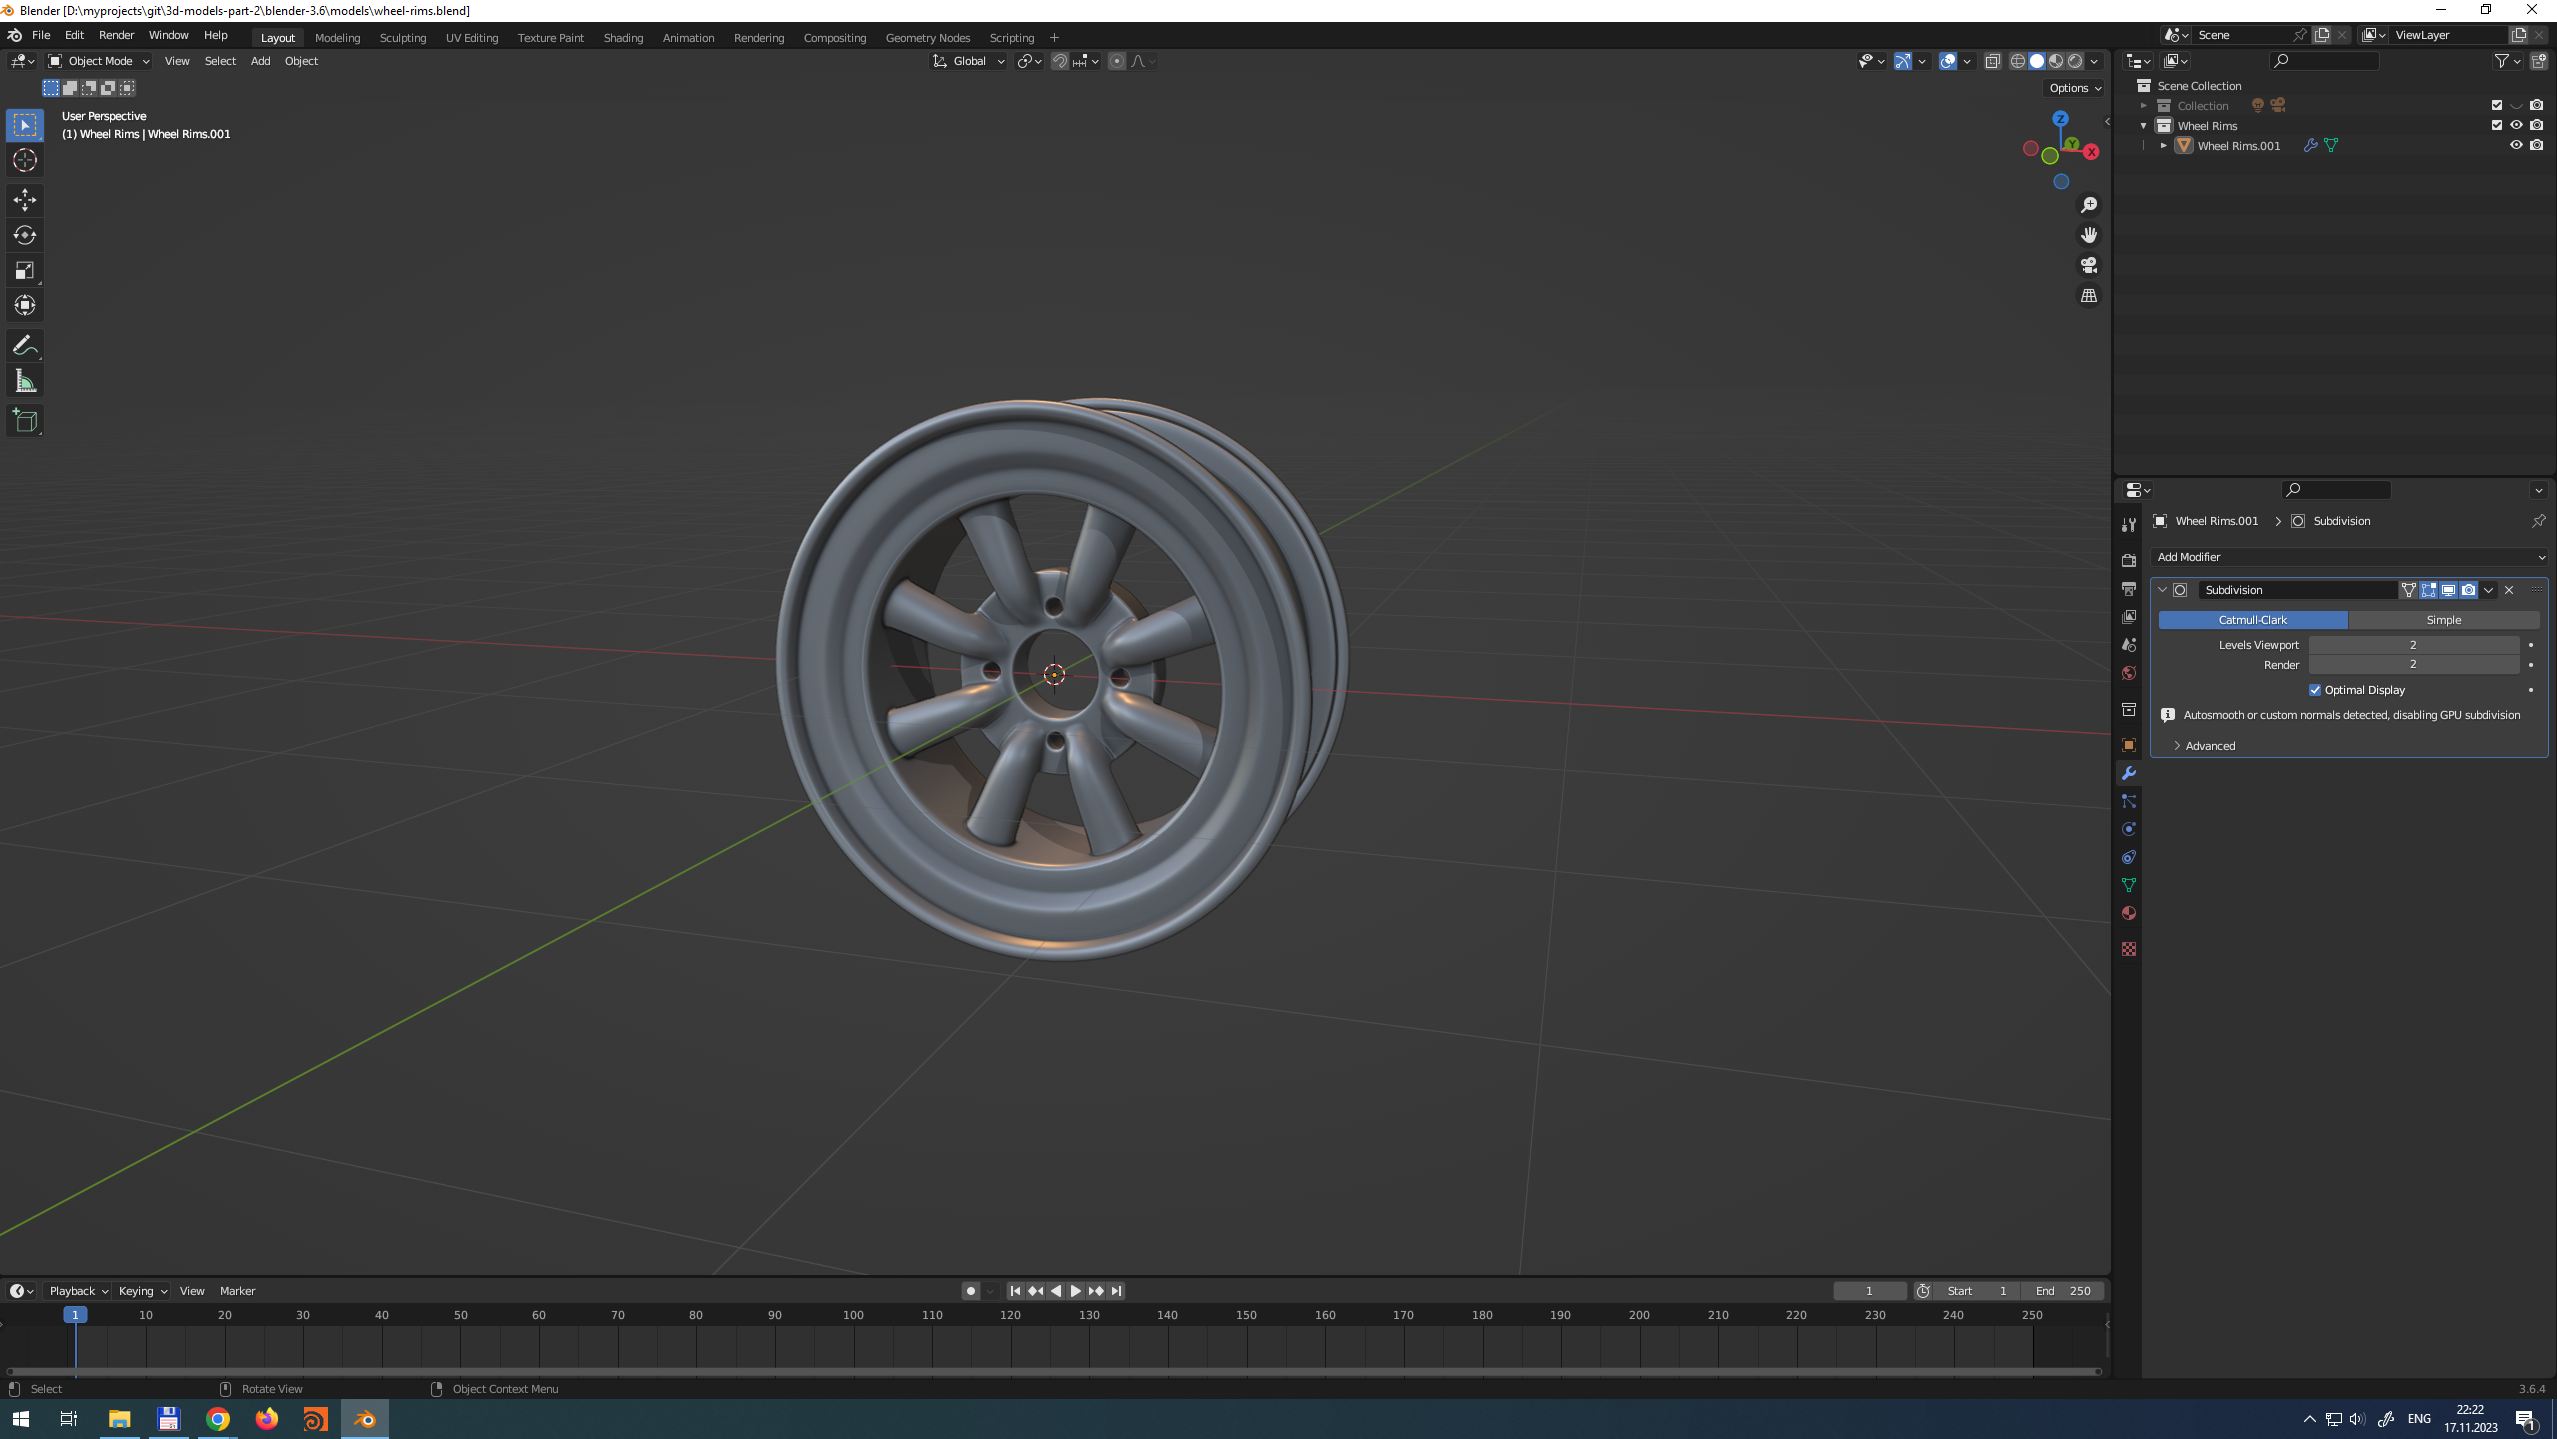 Blender [D:\myprojects\git\3d-models-part-2\blender-3.6\models\wheel-rims.blend]
File Edit Render Window Help Layout Modeling Sculpting UV Editing Texture Paint Shading Animation Rendering Compositing Geometry Nodes Scripting + Scene ViewLayer
Object Mode View Select Add Object Global
Options
User Perspective
(1) Wheel Rims | Wheel Rims.001
Z
Y
X
Scene Collection
Collection
Wheel Rims
Wheel Rims.001
Wheel Rims.001 > Subdivision
Add Modifier
Subdivision
Catmull-Clark Simple
Levels Viewport 2
Render 2
Optimal Display
Autosmooth or custom normals detected, disabling GPU subdivision
Advanced
Playback Keying View Marker 1 Start 1 End 250
1 10 20 30 40 50 60 70 80 90 100 110 120 130 140 150 160 170 180 190 200 210 220 230 240 250
Select Rotate View Object Context Menu 3.6.4
ENG 22:22
17.11.2023
1